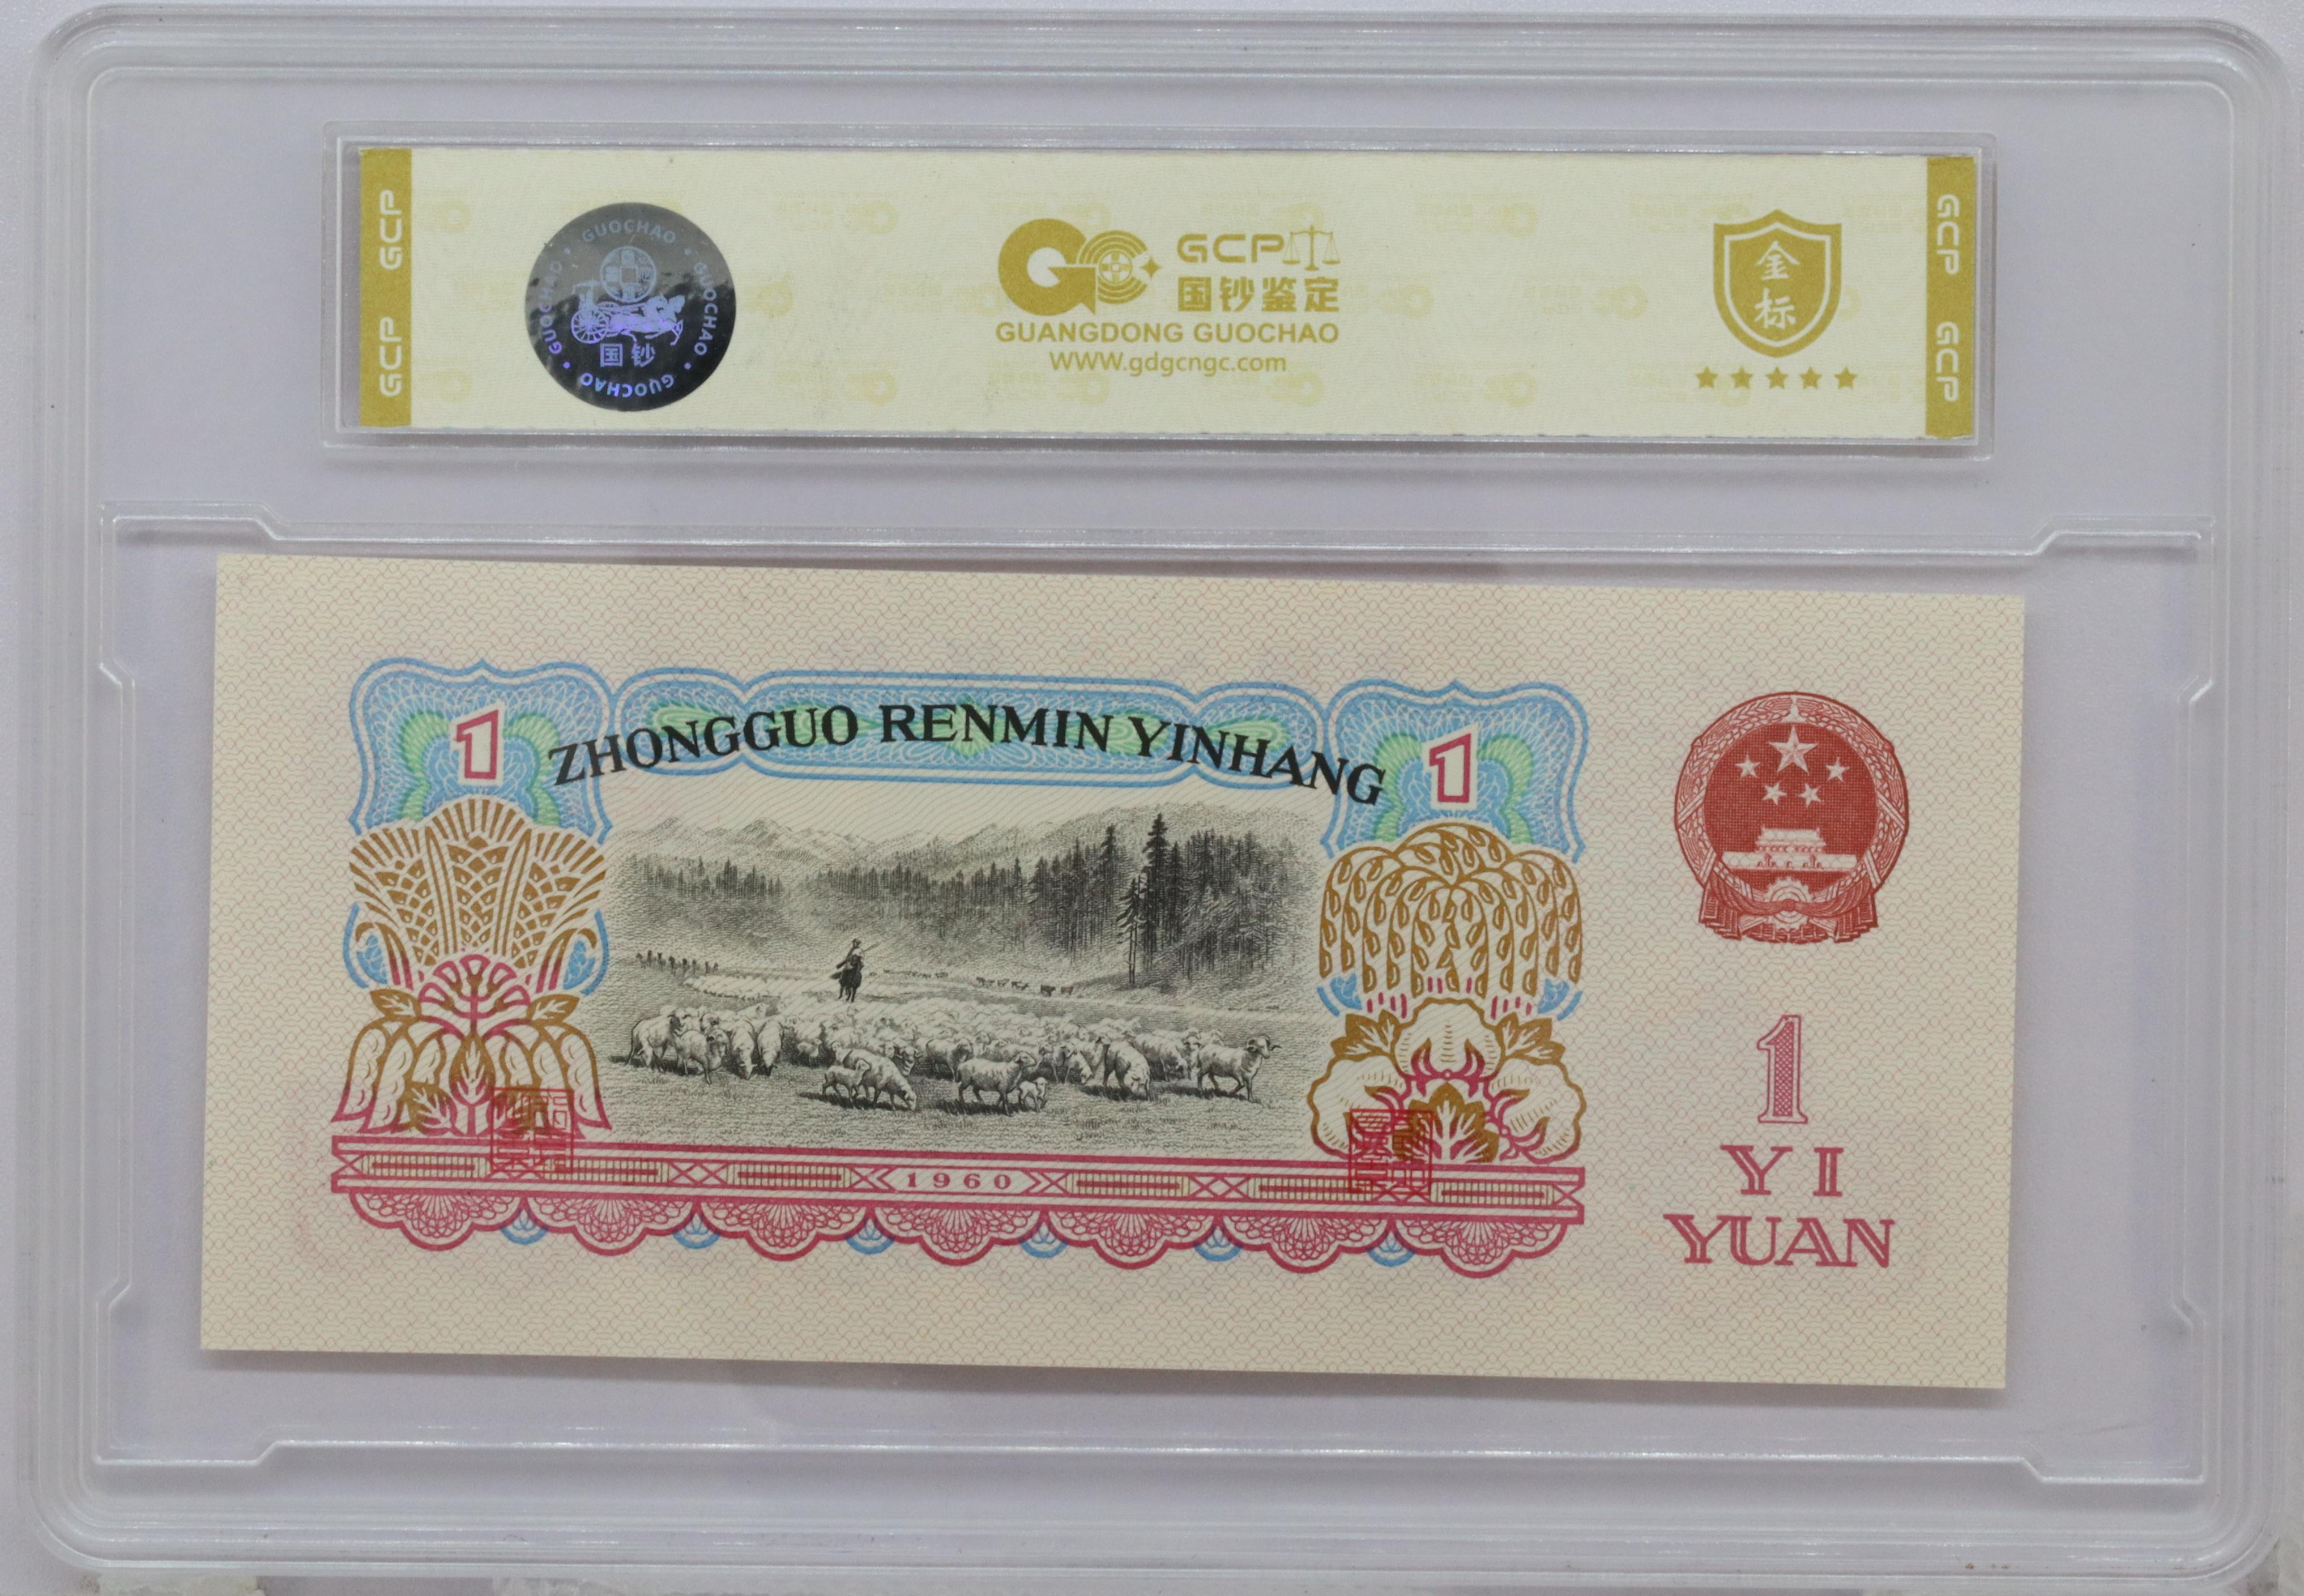 GCP GCP
GUOCHAO · GUOCHAO · GUOCHAO · GUOCHAO
国钞
GCP
国钞鉴定
GUANGDONG GUOCHAO
WWW.gdgcngc.com
金
标
GCP GCP
1
ZHONGGUO RENMIN YINHANG
1
1960
1
YI
YUAN